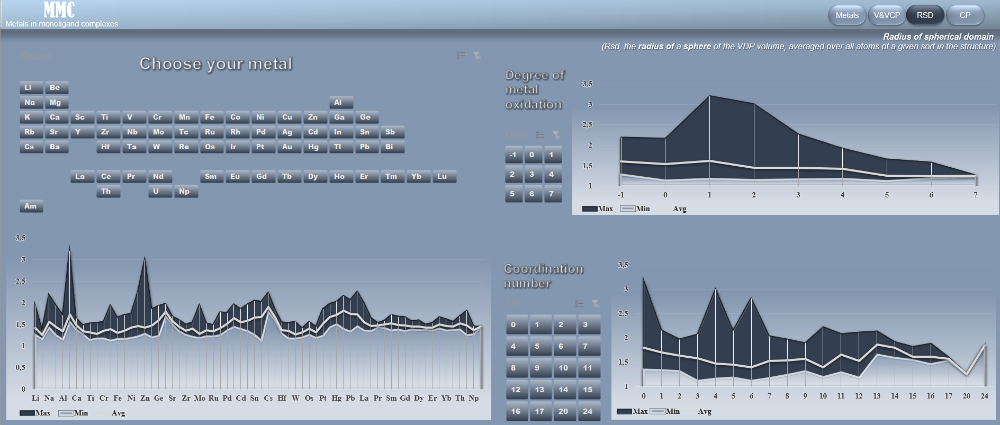 MMC
Metals in monoligand complexes
Metals V&VCP RSD CP
Radius of spherical domain
(Rsd, the radius of a sphere of the VDP volume, averaged over all atoms of a given sort in the structure)
Element
Choose your metal
Li Be
Na Mg Al
K Ca Sc Ti V Cr Mn Fe Co Ni Cu Zn Ga Ge
Rb Sr Y Zr Nb Mo Tc Ru Rh Pd Ag Cd In Sn Sb
Cs Ba Hf Ta W Re Os Ir Pt Au Hg Tl Pb Bi
La Ce Pr Nd Sm Eu Gd Tb Dy Ho Er Tm Yb Lu
Th U Np
Am
Degree of
metal
oxidation
OxSt
-1 0 1
2 3 4
5 6 7
3,5
3
2,5
2
1,5
1
-1 0 1 2 3 4 5 6 7
Max Min Avg
3,5
3
2,5
2
1,5
1
0,5
0
Li Na Al Ca Ti Cr Fe Ni Zn Ge Sr Zr Mo Ru Pd Cd Sn Cs Hf W Os Pt Hg Pb La Pr Sm Gd Dy Er Yb Th Np
Max Min Avg
Coordination
number
CN
0 1 2 3
4 5 6 7
8 9 10 11
12 13 14 15
16 17 20 24
3,5
3
2,5
2
1,5
1
0 1 2 3 4 5 6 7 8 9 10 11 12 13 14 15 16 17 20 24
Max Min Avg